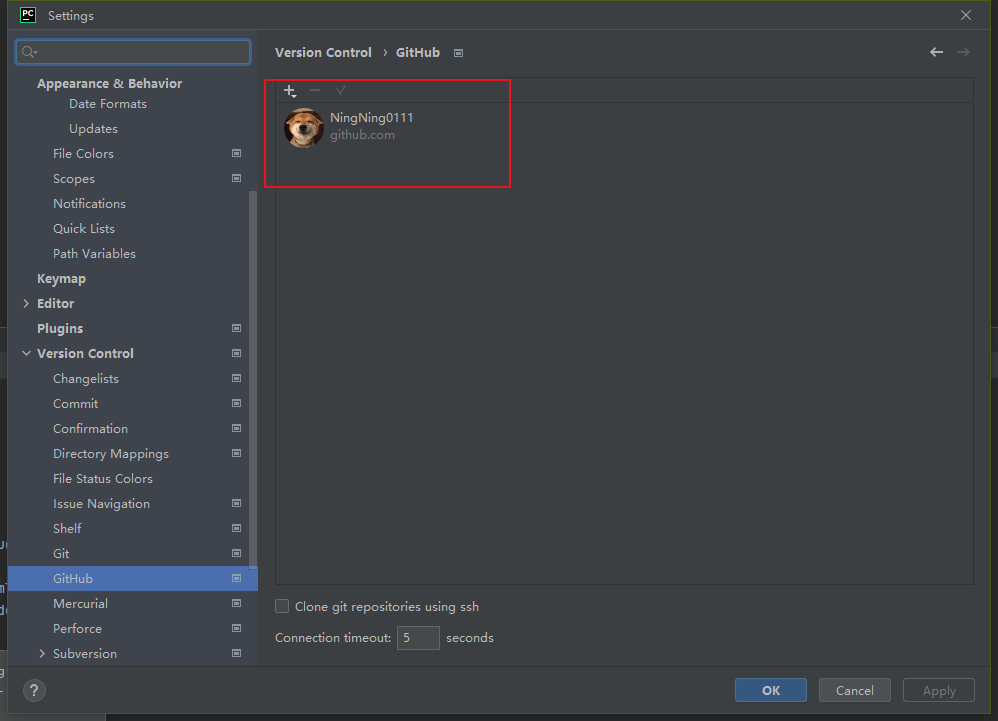 PC Settings
Version Control › GitHub
Appearance & Behavior
Date Formats
Updates
File Colors
Scopes
Notifications
Quick Lists
Path Variables
Keymap
Editor
Plugins
Version Control
Changelists
Commit
Confirmation
Directory Mappings
File Status Colors
Issue Navigation
Shelf
Git
GitHub
Mercurial
Perforce
Subversion
NingNing0111
github.com
Clone git repositories using ssh
Connection timeout: 5 seconds
?
OK Cancel Apply